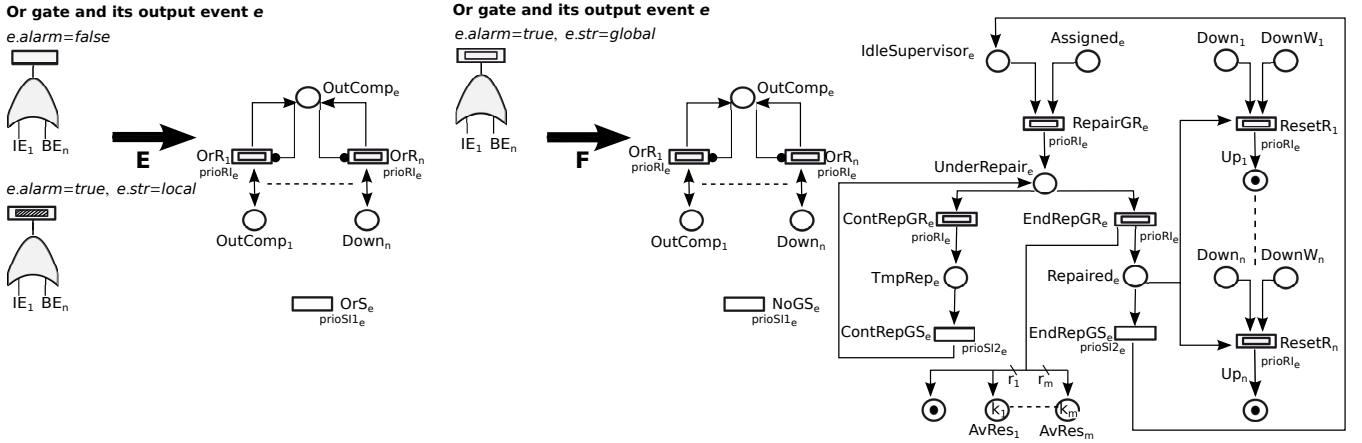 Or gate and its output event e
e.alarm=false
IE1 BEn
e.alarm=true, e.str=local
IE1 BEn
E
OutCompe
OrR1
prioRIe
OrRn
prioRIe
OutComp1
Downn
OrSe
prioSI1e
Or gate and its output event e
e.alarm=true, e.str=global
IE1 BEn
F
OutCompe
OrR1
prioRIe
OrRn
prioRIe
OutComp1
Downn
NoGSe
prioSI1e
IdleSupervisore
Assignede
RepairGRe
prioRIe
UnderRepaire
ContRepGRe
prioRIe
EndRepGRe
prioRIe
TmpRepe
Repairede
ContRepGSe
prioSI2e
EndRepGSe
prioSI2e
r1
rm
k1
km
AvRes1
AvResm
Down1
DownW1
ResetR1
prioRIe
Up1
Downn
DownWn
ResetRn
prioRIe
Upn